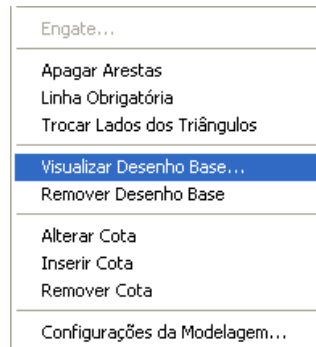 Engate...
Apagar Arestas
Linha Obrigatória
Trocar Lados dos Triângulos
Visualizar Desenho Base...
Remover Desenho Base
Alterar Cota
Inserir Cota
Remover Cota
Configurações da Modelagem...